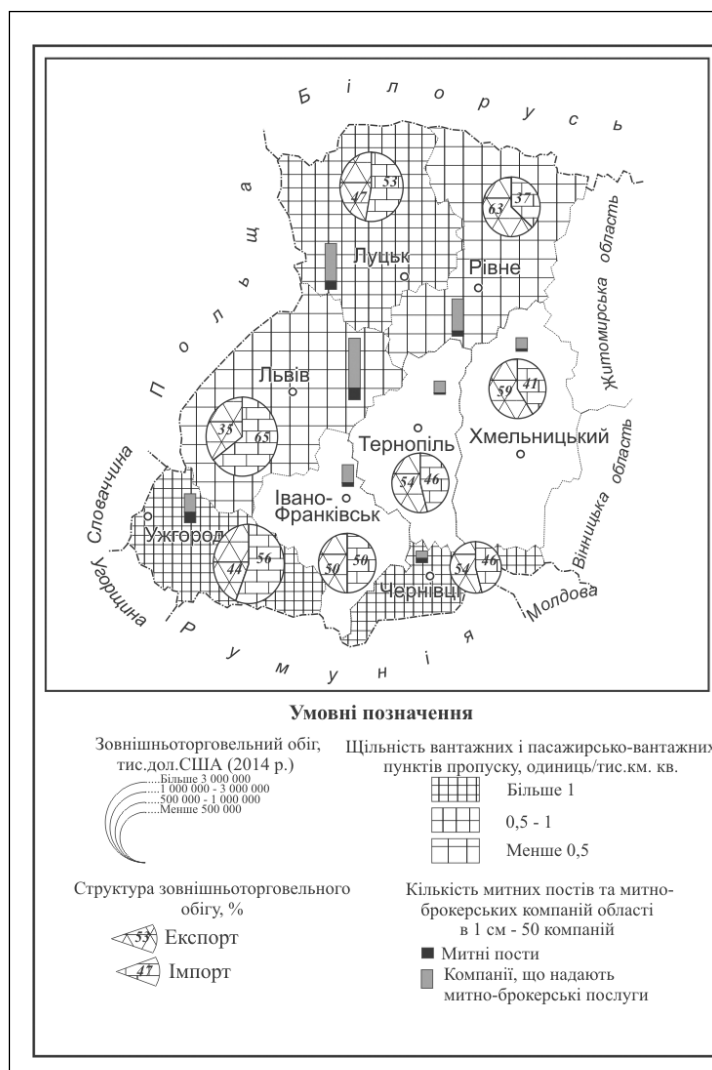 Білорусь
Польща
53
47
37
63
Луцьк
Рівне
Житомирська область
Львів
41
59
35
65
Тернопіль
Хмельницький
54
46
Івано-
Франківськ
Словаччина
Ужгород
Вінницька область
56
44
50
50
54
46
Чернівці
Угорщина
Молдова
Румунія
Умовні позначення
Зовнішньоторговельний обіг,
тис.дол.США (2014 р.)
Більше 3 000 000
1 000 000 - 3 000 000
500 000 - 1 000 000
Менше 500 000
Щільність вантажних і пасажирсько-вантажних
пунктів пропуску, одиниць/тис.км. кв.
Більше 1
0,5 - 1
Менше 0,5
Структура зовнішньоторговельного
обігу, %
53 Експорт
47 Імпорт
Кількість митних постів та митно-
брокерських компаній області
в 1 см - 50 компаній
Митні пости
Компанії, що надають
митно-брокерські послуги